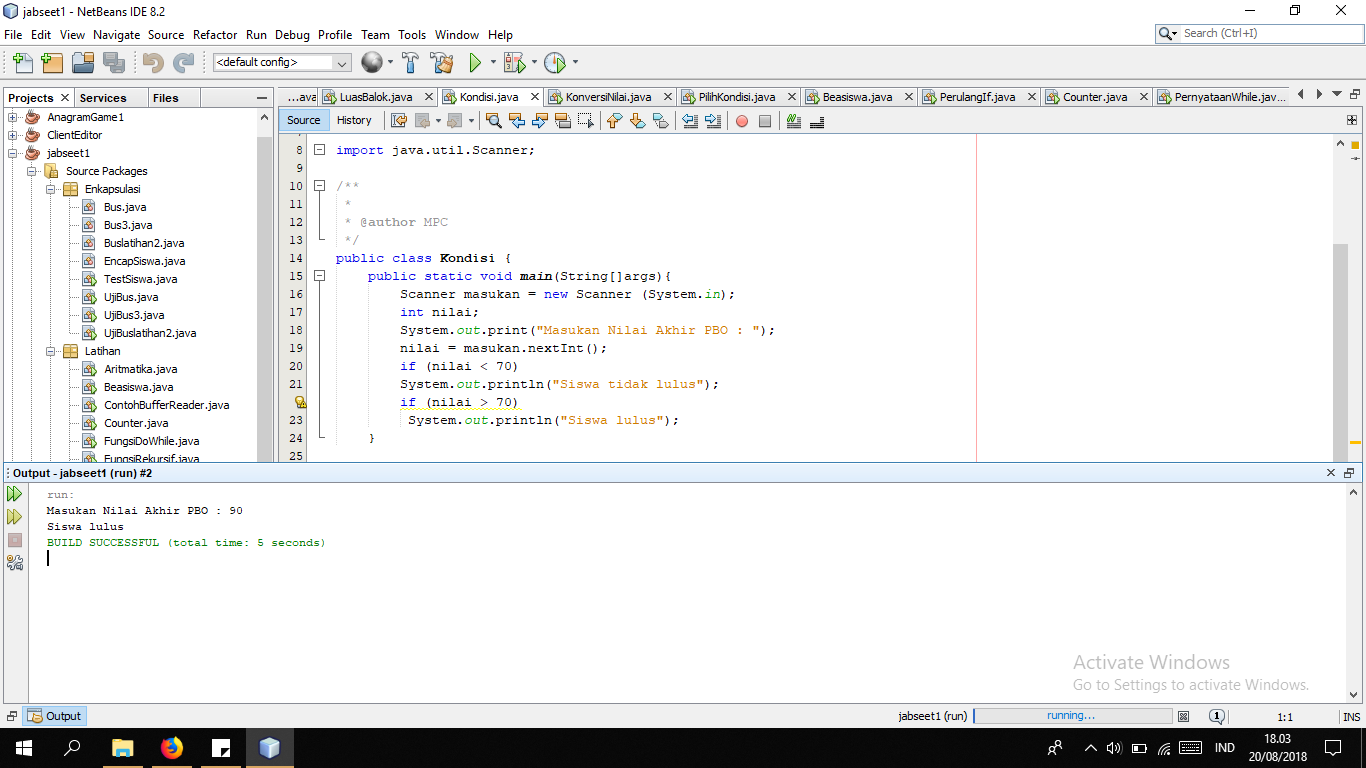 jabseet1 - NetBeans IDE 8.2
File Edit View Navigate Source Refactor Run Debug Profile Team Tools Window Help
Search (Ctrl+I)
<default config>
Projects Services Files
...ava LuasBalok.java Kondisi.java KonversiNilai.java PilihKondisi.java Beasiswa.java PerulangIf.java Counter.java PernyataanWhile.jav...
Source History
AnagramGame1
ClientEditor
jabseet1
Source Packages
Enkapsulasi
Bus.java
Bus3.java
Buslatihan2.java
EncapSiswa.java
TestSiswa.java
UjiBus.java
UjiBus3.java
UjiBuslatihan2.java
Latihan
Aritmatika.java
Beasiswa.java
ContohBufferReader.java
Counter.java
FungsiDoWhile.java
FungsiRekursif.java
8 import java.util.Scanner;
9
10 /**
11 *
12 * @author MPC
13 */
14 public class Kondisi {
15 public static void main(String[]args){
16 Scanner masukan = new Scanner (System.in);
17 int nilai;
18 System.out.print("Masukan Nilai Akhir PBO : ");
19 nilai = masukan.nextInt();
20 if (nilai < 70)
21 System.out.println("Siswa tidak lulus");
if (nilai > 70)
23 System.out.println("Siswa lulus");
24 }
25
Output - jabseet1 (run) #2
run:
Masukan Nilai Akhir PBO : 90
Siswa lulus
BUILD SUCCESSFUL (total time: 5 seconds)
Activate Windows
Go to Settings to activate Windows.
Output
jabseet1 (run) running... 1 1:1 INS
IND
18.03
20/08/2018